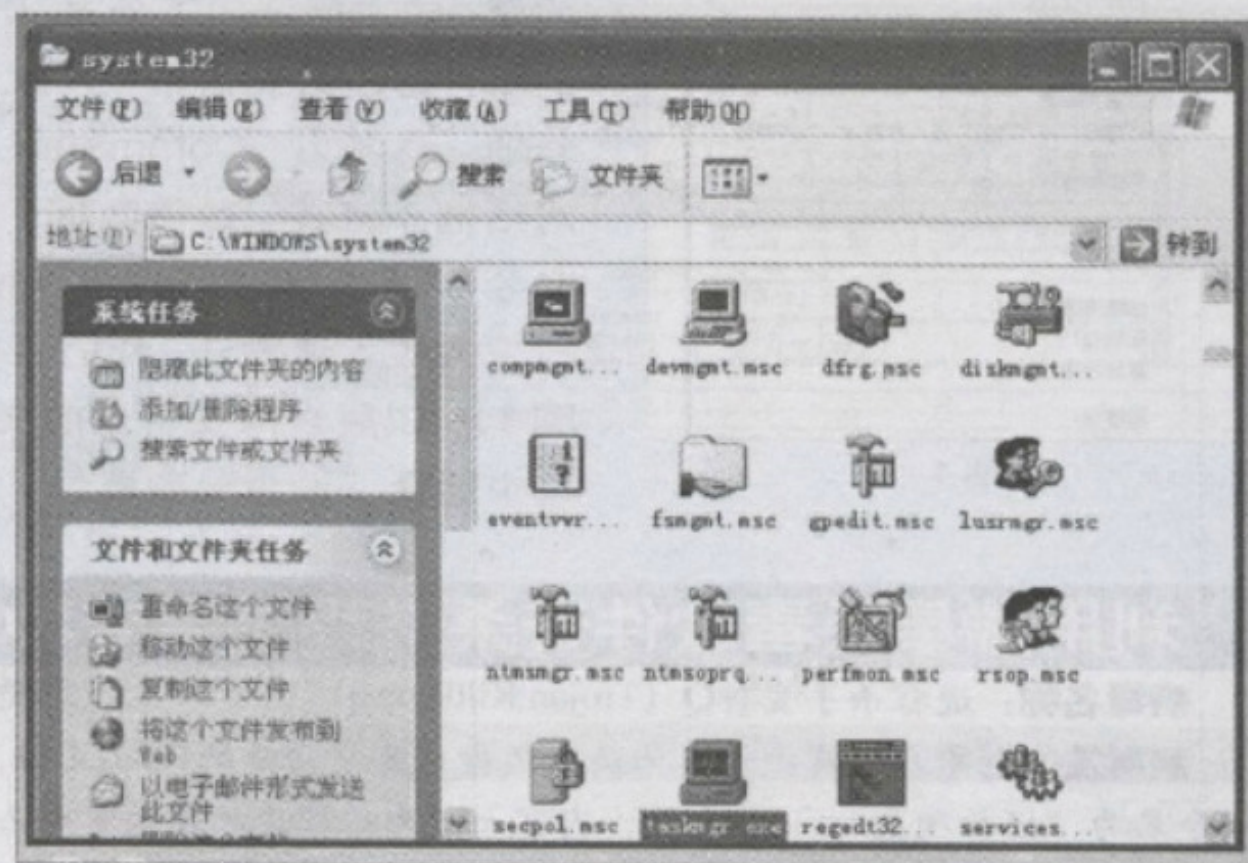 system32
文件(F) 编辑(E) 查看(V) 收藏(A) 工具(T) 帮助(H)
后退 搜索 文件夹
地址(D) C:\WINDOWS\system32 转到
系统任务
隐藏此文件夹的内容
添加/删除程序
搜索文件或文件夹
文件和文件夹任务
重命名这个文件
移动这个文件
复制这个文件
将这个文件发布到
Web
以电子邮件形式发送
此文件
compmgmt... devmgmt.msc dfrg.msc diskmgmt...
eventvwr... fsmgmt.msc gpedit.msc lusrmgr.msc
ntmsmgr.msc ntmsoprq... perfmon.msc rsop.msc
secpol.msc taskmgr.exe regedt32... services...